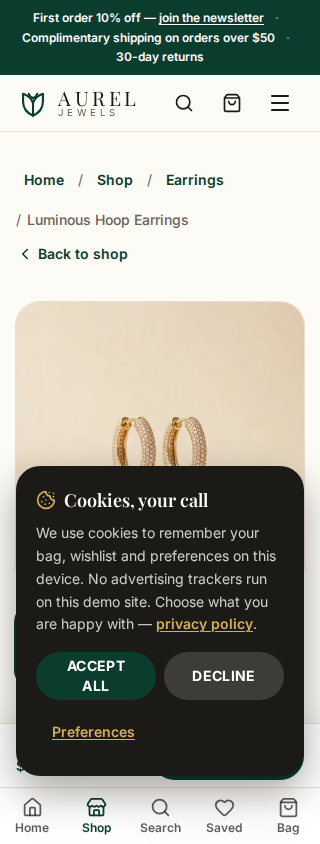 First order 10% off — join the newsletter ·
Complimentary shipping on orders over $50 ·
30-day returns
AUREL
JEWELS
Home / Shop / Earrings
/ Luminous Hoop Earrings
Back to shop
Cookies, your call
We use cookies to remember your
bag, wishlist and preferences on this
device. No advertising trackers run
on this demo site. Choose what you
are happy with — privacy policy.
ACCEPT
ALL
DECLINE
Preferences
Home Shop Search Saved Bag